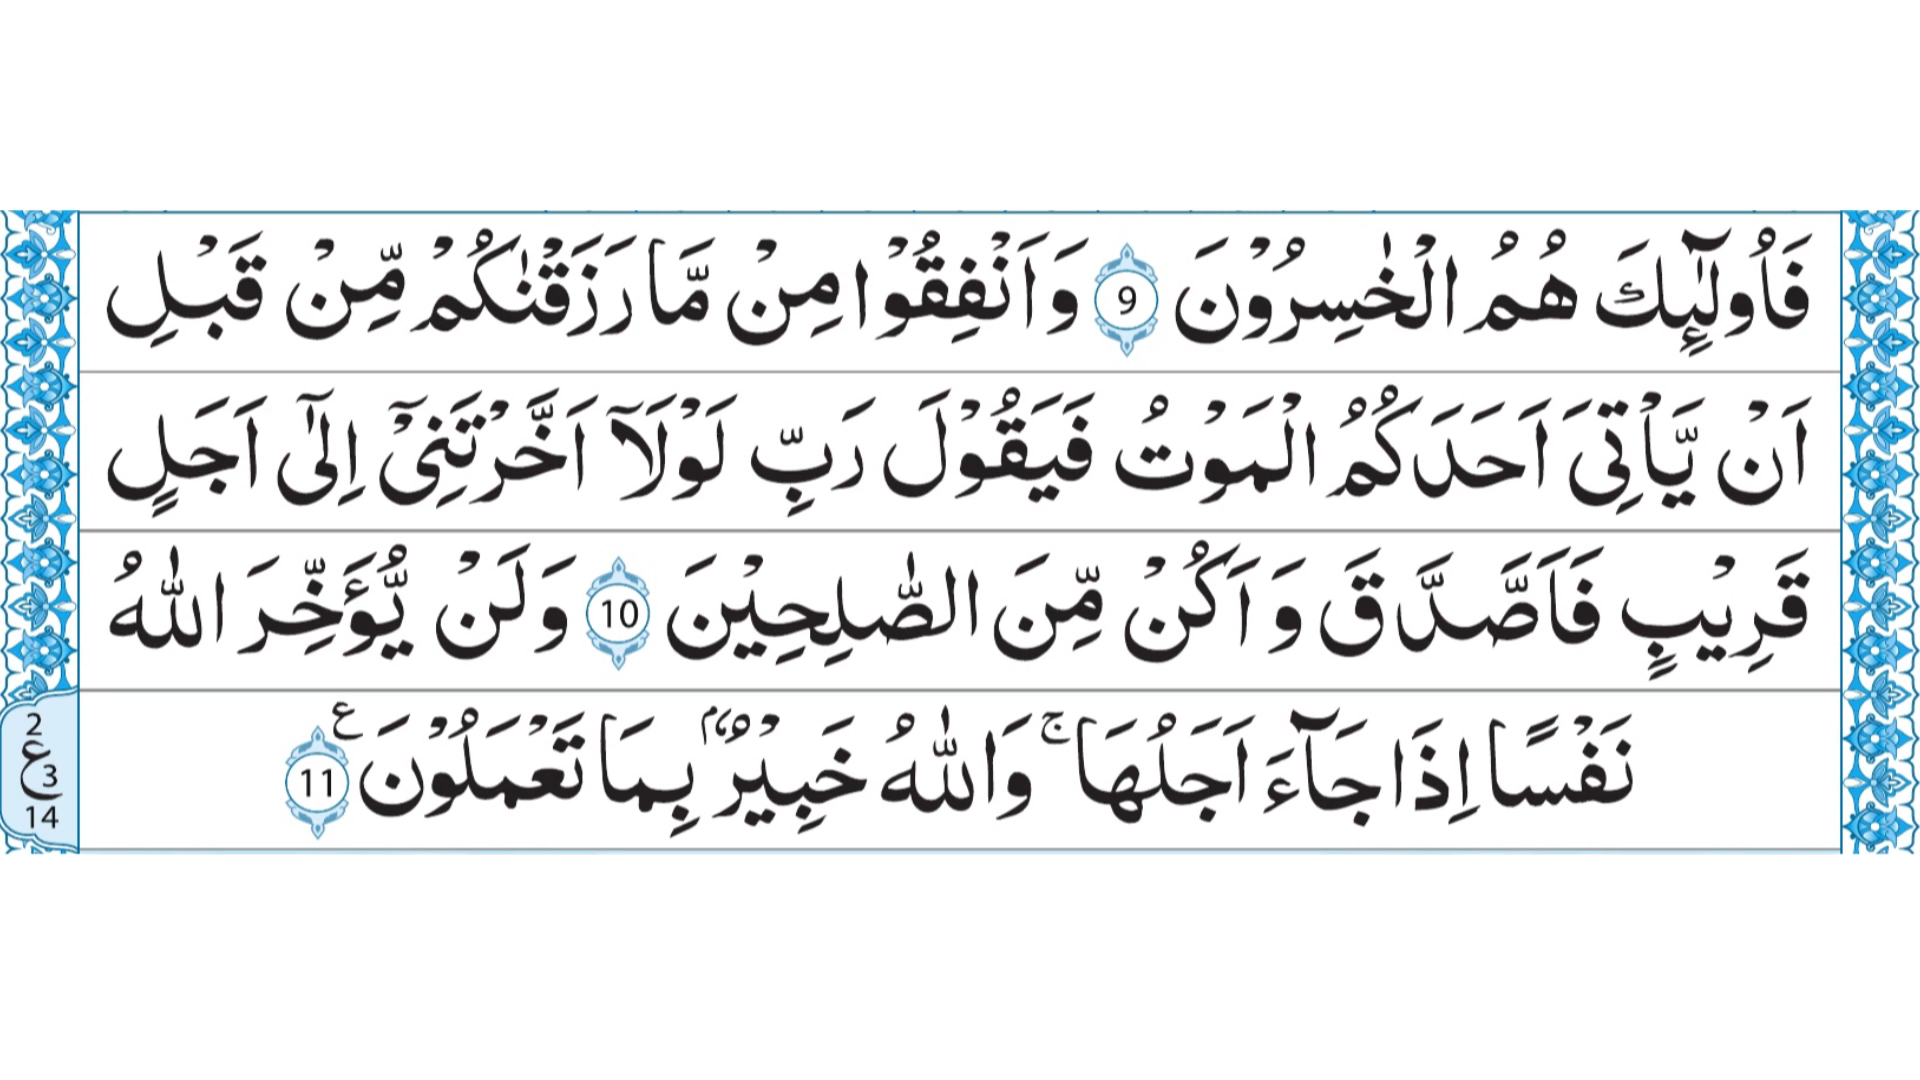 فَاُولٰٓئِكَ هُمُ الْخٰسِرُوْنَ 9 وَاَنْفِقُوْا مِنْ مَّا رَزَقْنٰكُمْ مِّنْ قَبْلِ
اَنْ يَّاْتِيَ اَحَدَكُمُ الْمَوْتُ فَيَقُوْلَ رَبِّ لَوْلَاۤ اَخَّرْتَنِيْۤ اِلٰۤى اَجَلٍ
قَرِيْبٍ فَاَصَّدَّقَ وَاَكُنْ مِّنَ الصّٰلِحِيْنَ 10 وَلَنْ يُّؤَخِّرَ اللّٰهُ
نَفْسًا اِذَا جَآءَ اَجَلُهَا ۚ وَاللّٰهُ خَبِيْرٌۢ بِمَا تَعْمَلُوْنَ ع 11
2
ع 3
14